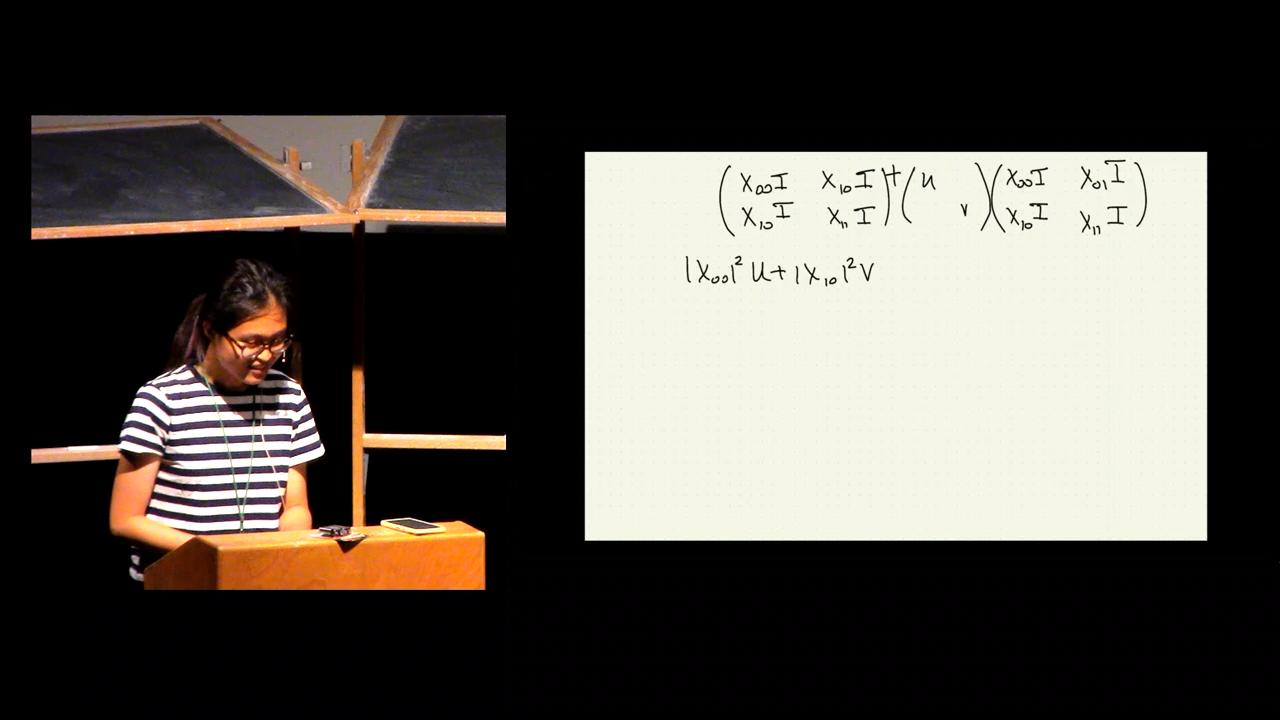 (X₀₀I X₁₀I)†(U )(X₀₀I X₀₁I)
(X₁₀I X₁₁I) ( V)(X₁₀I X₁₁I)
|X₀₀|² U + |X₁₀|² V